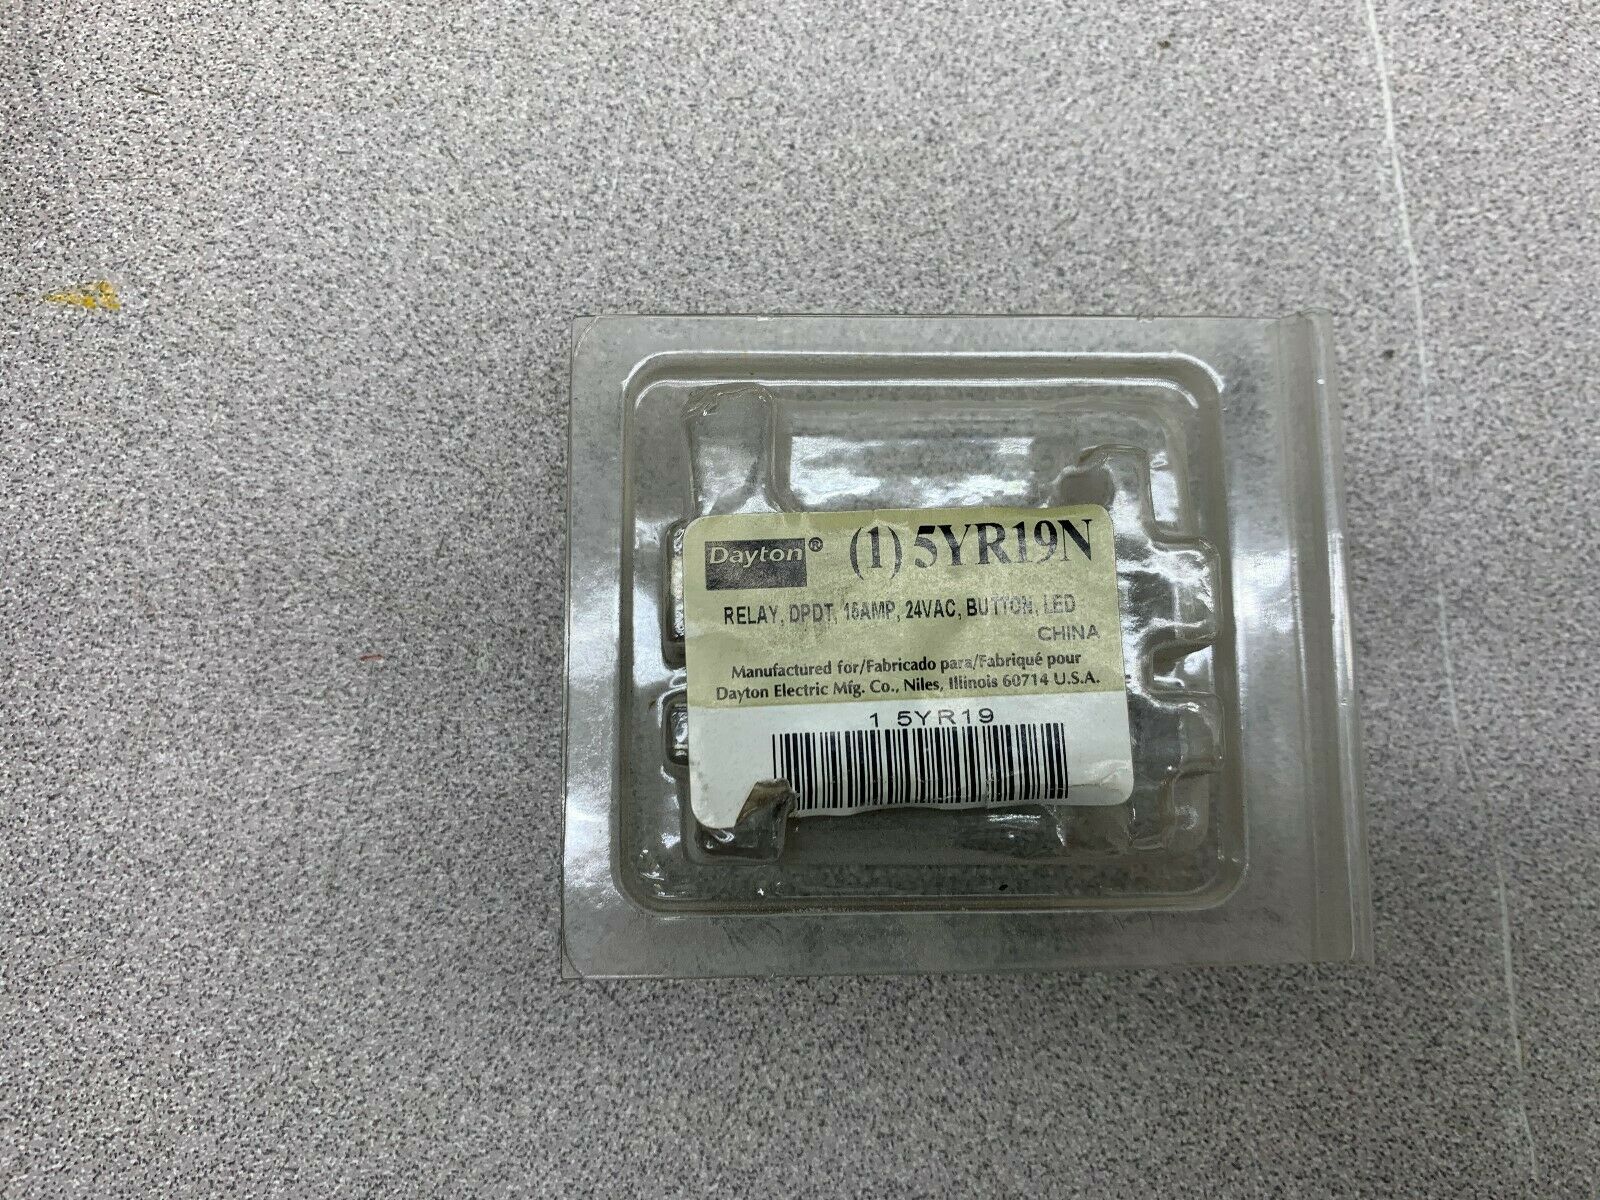 Dayton® (1) 5YR19N
RELAY, DPDT, 15AMP, 24VAC, BUTTON, LED
CHINA
Manufactured for/Fabricado para/Fabriqué pour
Dayton Electric Mfg. Co., Niles, Illinois 60714 U.S.A.
1 5YR19